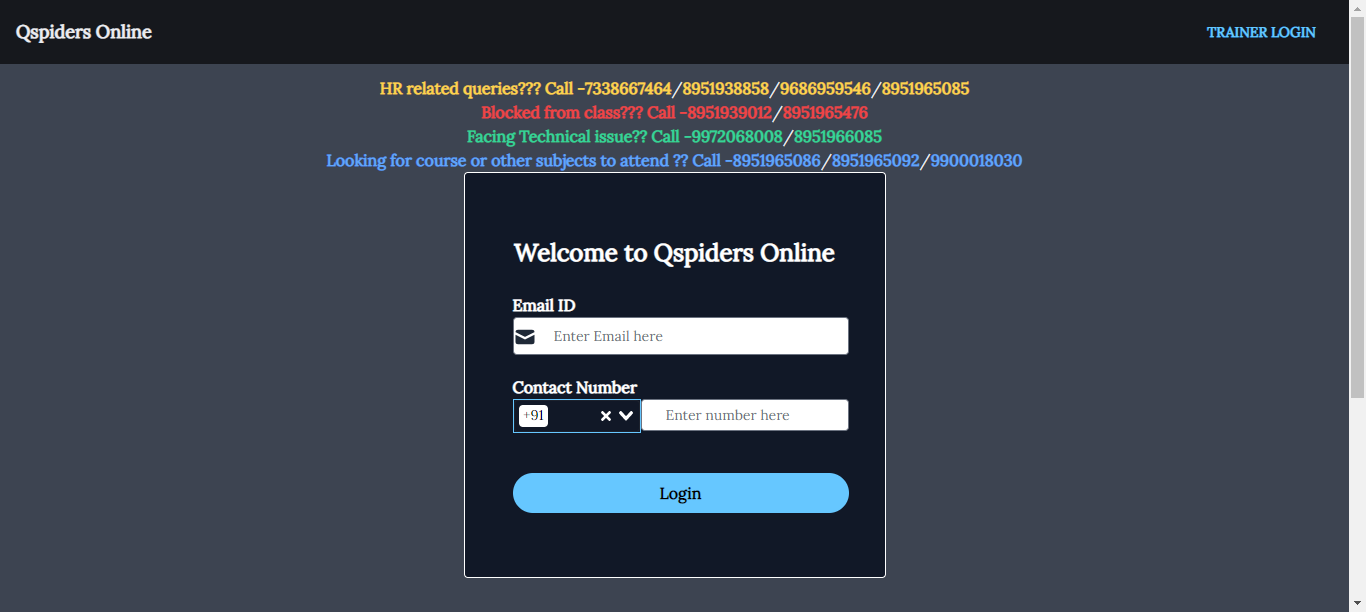 Qspiders Online
TRAINER LOGIN
HR related queries??? Call -7338667464/8951938858/9686959546/8951965085
Blocked from class??? Call -8951939012/8951965476
Facing Technical issue?? Call -9972068008/8951966085
Looking for course or other subjects to attend ?? Call -8951965086/8951965092/9900018030
Welcome to Qspiders Online
Email ID
Enter Email here
Contact Number
+91
Enter number here
Login